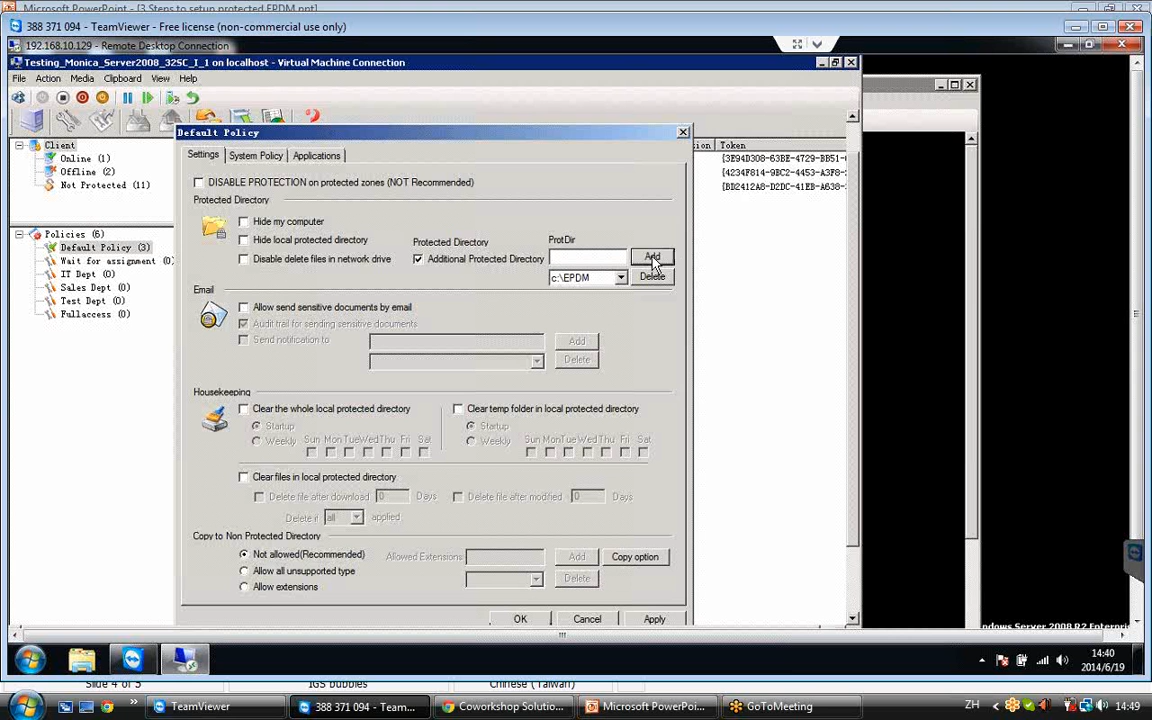 Microsoft PowerPoint - [3 Steps to setup protected EPDM.ppt]
388 371 094 - TeamViewer - Free license (non-commercial use only)
192.168.10.129 - Remote Desktop Connection
Testing_Monica_Server2008_32SC_I_1 on localhost - Virtual Machine Connection
File Action Media Clipboard View Help
Default Policy
Client
Online (1)
Offline (2)
Not Protected (11)
Policies (6)
Default Policy (3)
Wait for assignment (0)
IT Dept (0)
Sales Dept (0)
Test Dept (0)
Fullaccess (0)
Settings System Policy Applications
ion Token
{3E94D308-63BE-4729-BB51-
{4234F814-9BC2-4453-A3F8-
{BD2412A8-D2DC-41EB-A638-
DISABLE PROTECTION on protected zones (NOT Recommended)
Protected Directory
Hide my computer
Hide local protected directory
Disable delete files in network drive
Protected Directory
ProtDir
Additional Protected Directory
Add
c:\EPDM
Delete
Email
Allow send sensitive documents by email
Audit trail for sending sensitive documents
Send notification to
Add
Delete
Housekeeping
Clear the whole local protected directory
Startup
Weekly Sun Mon Tue Wed Thu Fri Sat
Clear temp folder in local protected directory
Startup
Weekly Sun Mon Tue Wed Thu Fri Sat
Clear files in local protected directory
Delete file after download 0 Days
Delete file after modified 0 Days
Delete if all applied
Copy to Non Protected Directory
Not allowed(Recommended)
Allowed Extensions
Add
Copy option
Allow all unsupported type
Delete
Allow extensions
OK Cancel Apply
ndows Server 2008 R2 Enterpri
14:40
2014/6/19
Slide 4 of 5 IGS bubbles Chinese (Taiwan)
TeamViewer
388 371 094 - Team...
Coworkshop Solutio...
Microsoft PowerPoi...
GoToMeeting
ZH
14:49